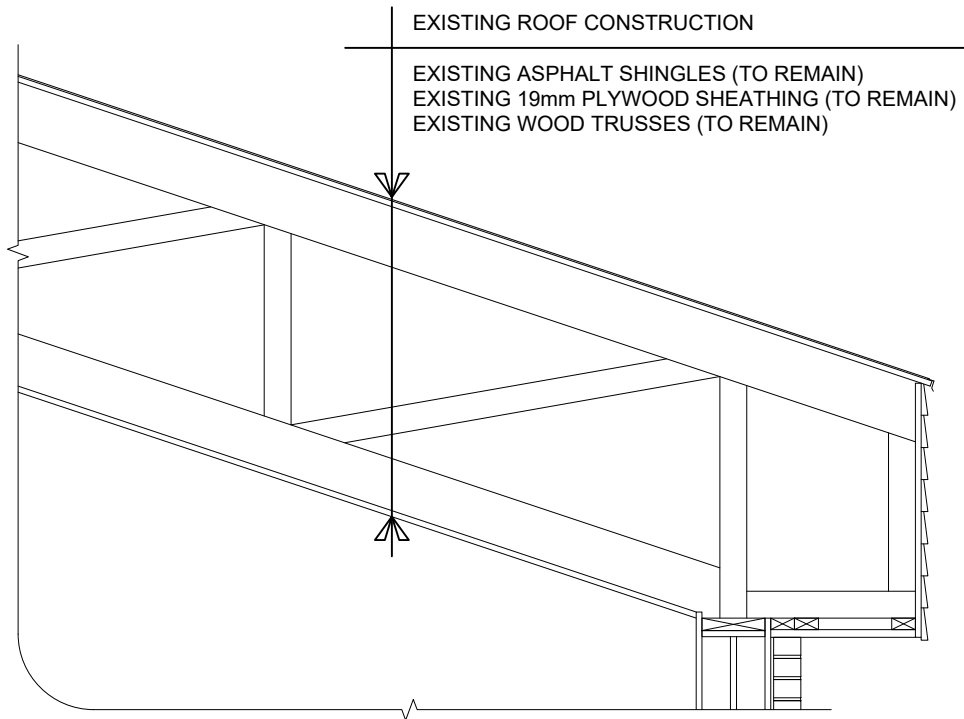 EXISTING ROOF CONSTRUCTION
EXISTING ASPHALT SHINGLES (TO REMAIN)
EXISTING 19mm PLYWOOD SHEATHING (TO REMAIN)
EXISTING WOOD TRUSSES (TO REMAIN)